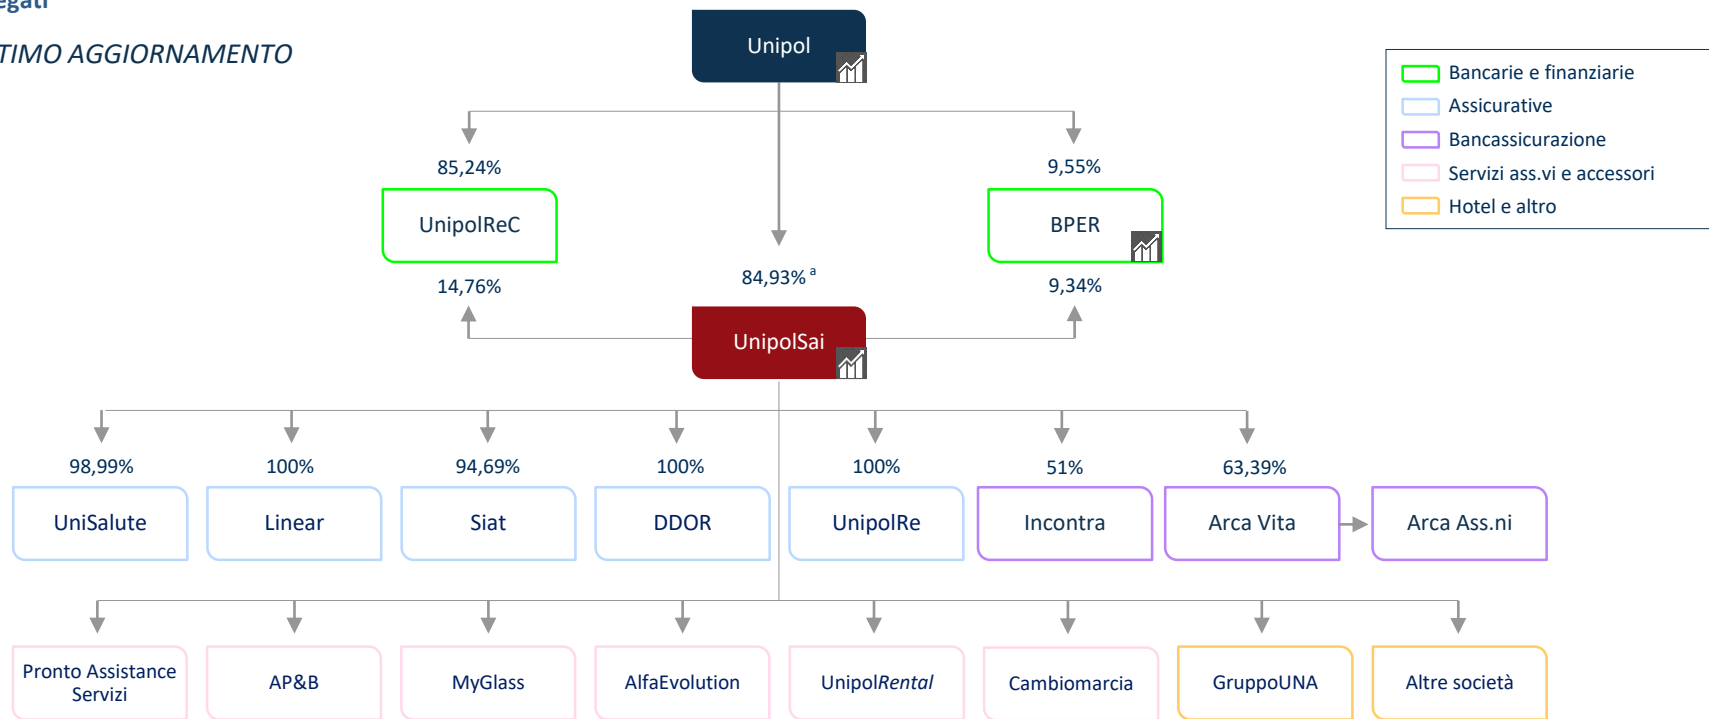 egati
TIMO AGGIORNAMENTO
Unipol
Bancarie e finanziarie
Assicurative
Bancassicurazione
Servizi ass.vi e accessori
Hotel e altro
85,24%
9,55%
UnipolReC
BPER
14,76%
84,93% a
9,34%
UnipolSai
98,99%
100%
94,69%
100%
100%
51%
63,39%
UniSalute
Linear
Siat
DDOR
UnipolRe
Incontra
Arca Vita
Arca Ass.ni
Pronto Assistance
Servizi
AP&B
MyGlass
AlfaEvolution
UnipolRental
Cambiomarcia
GruppoUNA
Altre società